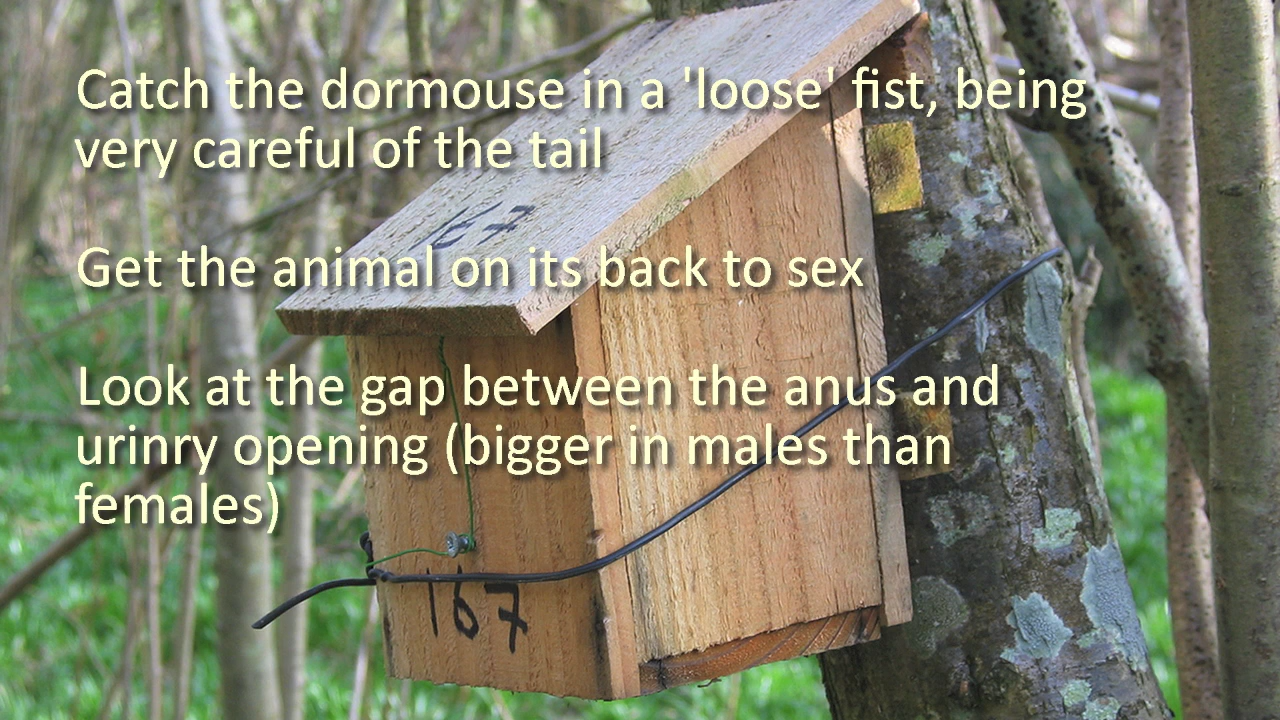 Catch the dormouse in a 'loose' fist, being
very careful of the tail
167
Get the animal on its back to sex
Look at the gap between the anus and
urinry opening (bigger in males than
females)
167